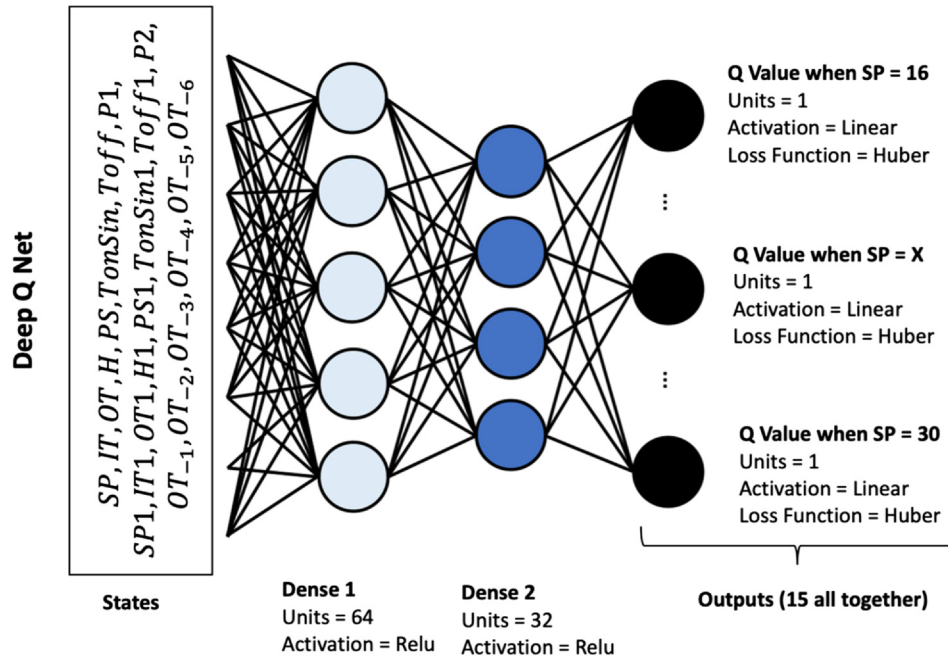 Deep Q Net
SP, IT, OT, H, PS, TonSin, Toff, P1,
SP1, IT1, OT1, H1, PS1, TonSin1, Toff1, P2,
OT₋₁, OT₋₂, OT₋₃, OT₋₄, OT₋₅, OT₋₆
States
Dense 1
Units = 64
Activation = Relu
Dense 2
Units = 32
Activation = Relu
Q Value when SP = 16
Units = 1
Activation = Linear
Loss Function = Huber
...
Q Value when SP = X
Units = 1
Activation = Linear
Loss Function = Huber
...
Q Value when SP = 30
Units = 1
Activation = Linear
Loss Function = Huber
Outputs (15 all together)